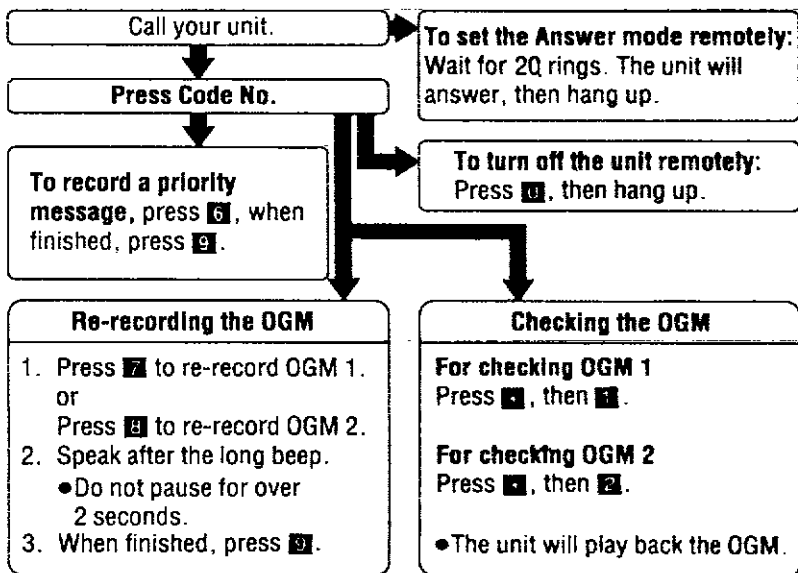 Call your unit.
To set the Answer mode remotely:
Wait for 20 rings. The unit will
answer, then hang up.
Press Code No.
To turn off the unit remotely:
Press 0, then hang up.
To record a priority
message, press 6, when
finished, press 9.
Re-recording the OGM
1. Press 7 to re-record OGM 1.
or
Press 8 to re-record OGM 2.
2. Speak after the long beep.
●Do not pause for over
2 seconds.
3. When finished, press 9.
Checking the OGM
For checking OGM 1
Press , then 1.
For checking OGM 2
Press , then 2.
●The unit will play back the OGM.